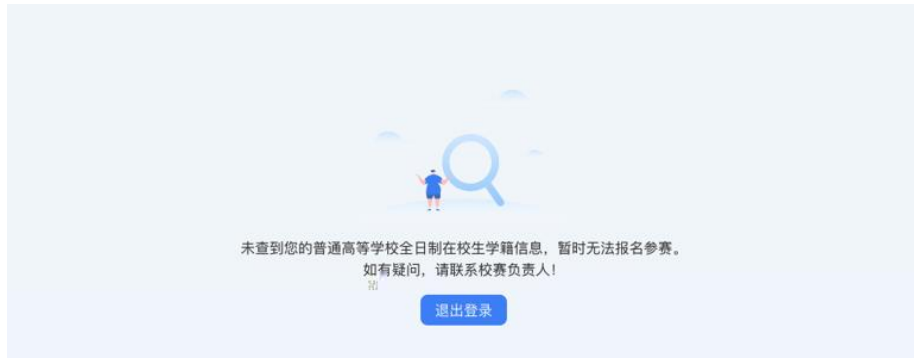 未查到您的普通高等学校全日制在校生学籍信息，暂时无法报名参赛。
如有疑问，请联系校赛负责人！
退出登录